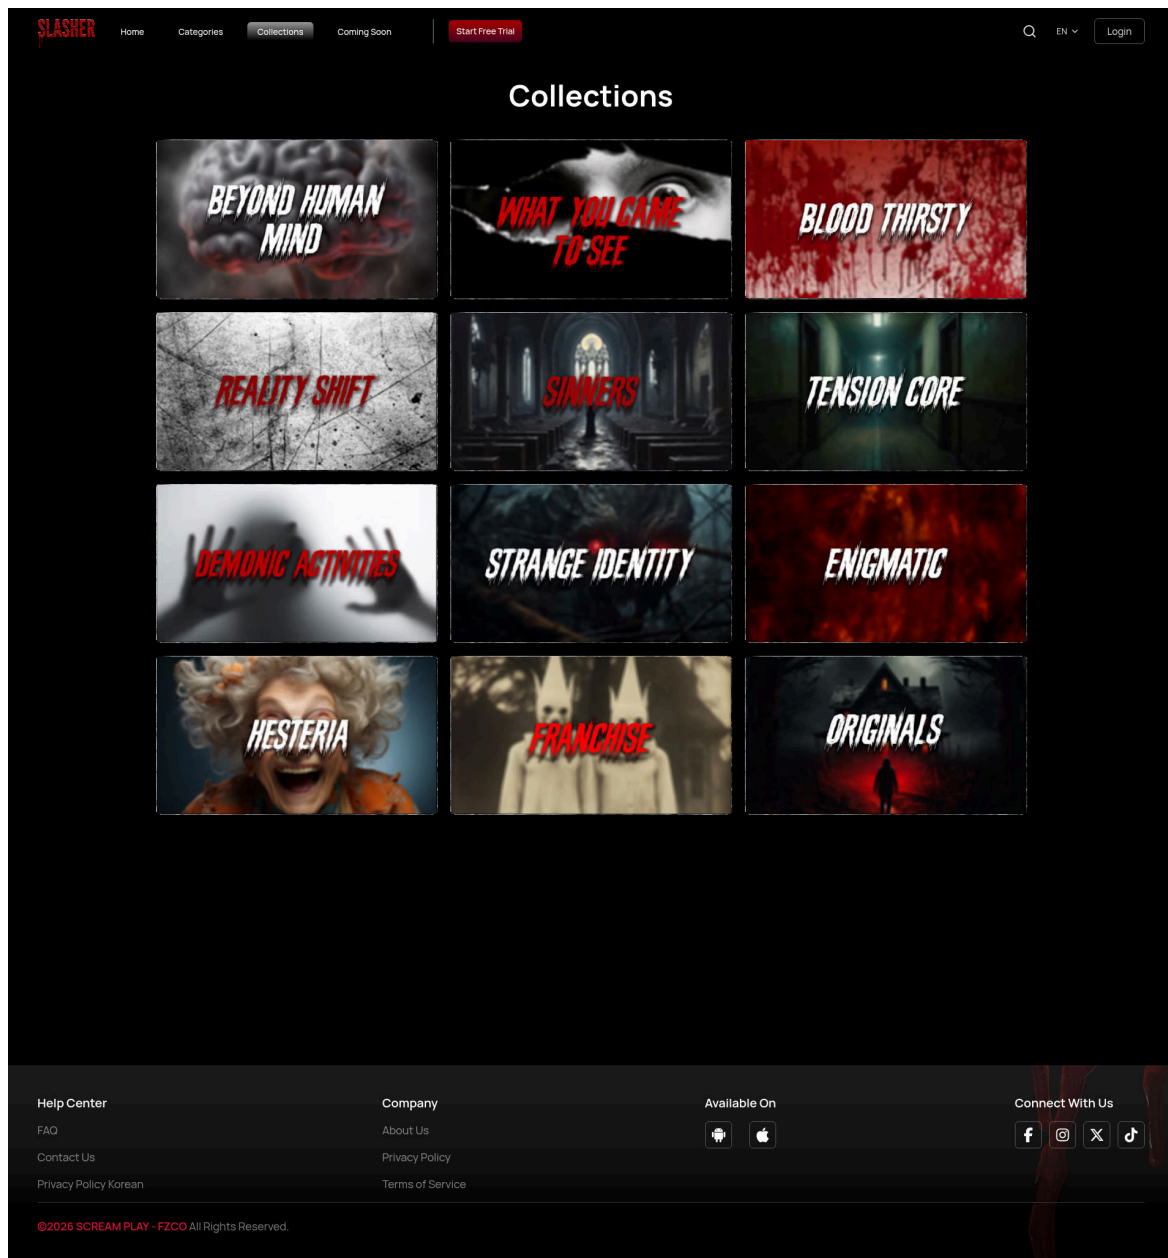 SLASHER
Home
Categories
Collections
Coming Soon
Start Free Trial
EN
Login
Collections
BEYOND HUMAN
MIND
WHAT YOU CAME
TO SEE
BLOOD THIRSTY
REALITY SHIFT
SINNERS
TENSION CORE
DEMONIC ACTIVITIES
STRANGE IDENTITY
ENIGMATIC
HESTERIA
FRANCHISE
ORIGINALS
Help Center
FAQ
Contact Us
Privacy Policy Korean
Company
About Us
Privacy Policy
Terms of Service
Available On
Connect With Us
©2026 SCREAM PLAY - FZCO All Rights Reserved.